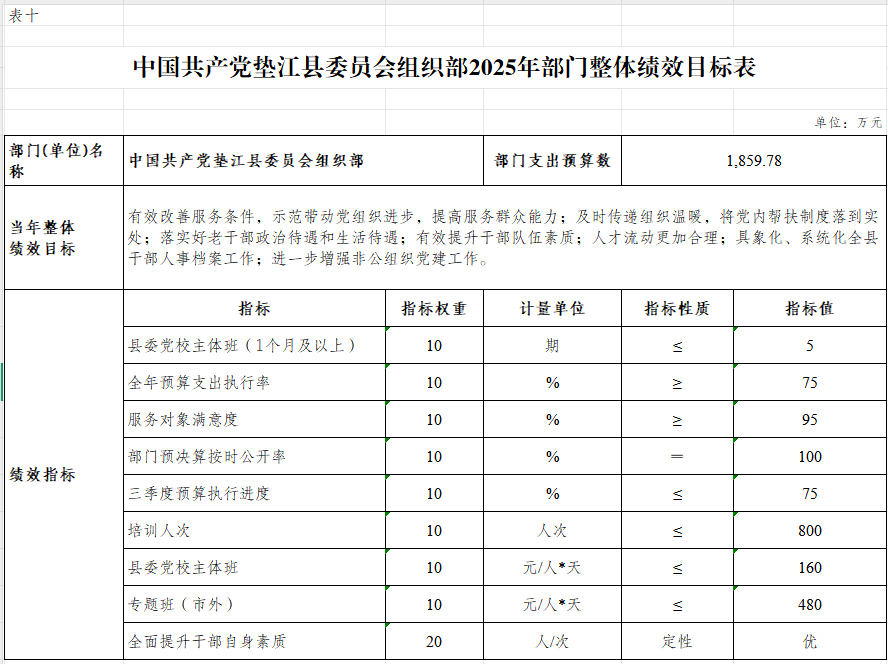 表十
中国共产党垫江县委员会组织部2025年部门整体绩效目标表
单位：万元
部门(单位)名称 中国共产党垫江县委员会组织部 部门支出预算数 1,859.78
当年整体绩效目标
有效改善服务条件，示范带动党组织进步，提高服务群众能力；及时传递组织温暖，将党内帮扶制度落到实
处；落实好老干部政治待遇和生活待遇；有效提升干部队伍素质；人才流动更加合理；具象化、系统化全县
干部人事档案工作；进一步增强非公组织党建工作。
绩效指标
指标 指标权重 计量单位 指标性质 指标值
县委党校主体班（1个月及以上） 10 期 ≤ 5
全年预算支出执行率 10 % ≥ 75
服务对象满意度 10 % ≥ 95
部门预决算按时公开率 10 % ＝ 100
三季度预算执行进度 10 % ≤ 75
培训人次 10 人次 ≤ 800
县委党校主体班 10 元/人*天 ≤ 160
专题班（市外） 10 元/人*天 ≤ 480
全面提升干部自身素质 20 人/次 定性 优